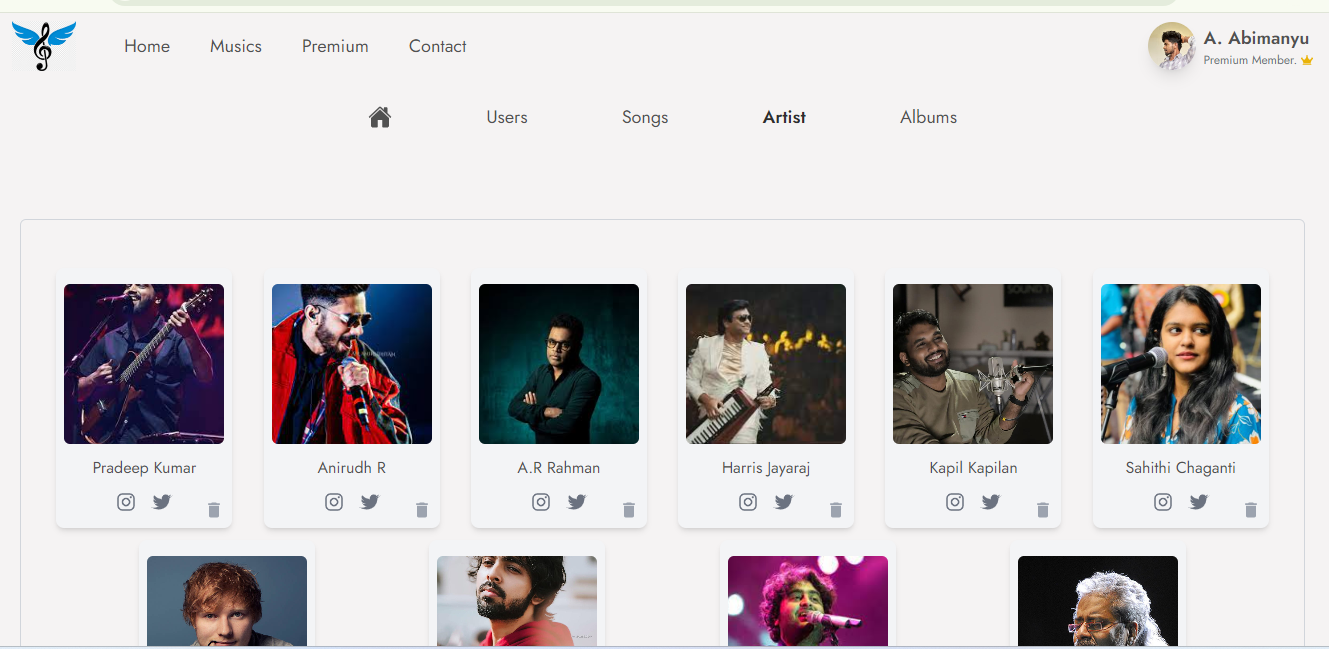 Home Musics Premium Contact
A. Abimanyu
Premium Member.
Users Songs Artist Albums
Pradeep Kumar
Anirudh R
A.R Rahman
Harris Jayaraj
Kapil Kapilan
Sahithi Chaganti